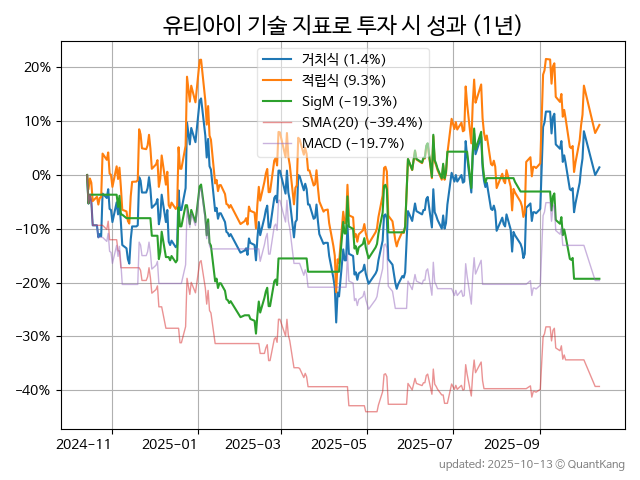 유티아이 기술 지표로 투자 시 성과 (1년)
거치식 (1.4%)
적립식 (9.3%)
SigM (−19.3%)
SMA(20) (−39.4%)
MACD (−19.7%)
20%
10%
0%
−10%
−20%
−30%
−40%
2024-11 2025-01 2025-03 2025-05 2025-07 2025-09
updated: 2025-10-13 ⓒ QuantKang